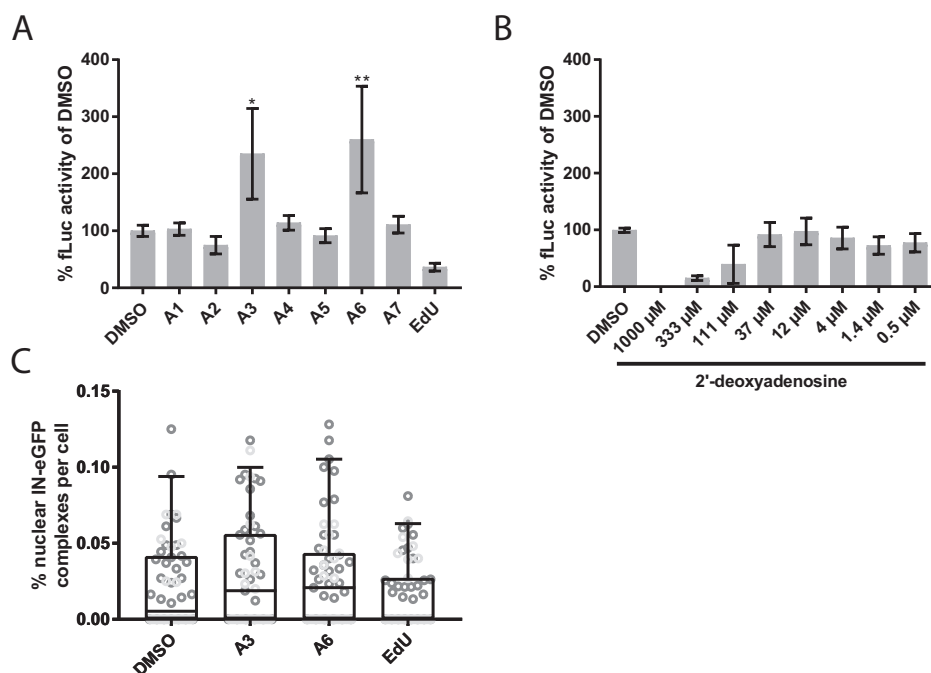 A
% fLuc activity of DMSO
400
300
200
100
0
*
**
DMSO
A1
A2
A3
A4
A5
A6
A7
EdU
B
% fLuc activity of DMSO
400
300
200
100
0
DMSO
1000 µM
333 µM
111 µM
37 µM
12 µM
4 µM
1.4 µM
0.5 µM
2'-deoxyadenosine
C
% nuclear IN-eGFP
complexes per cell
0.15
0.10
0.05
0.00
DMSO
A3
A6
EdU